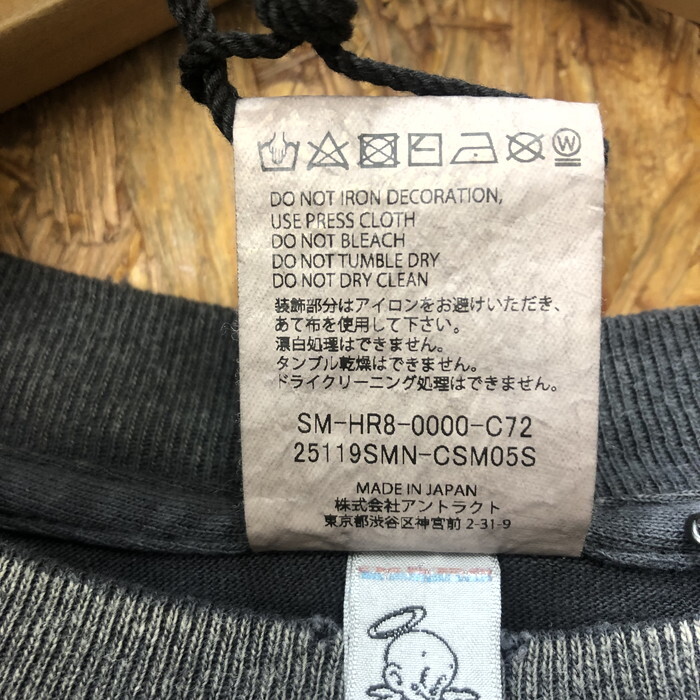 W
DO NOT IRON DECORATION,
USE PRESS CLOTH
DO NOT BLEACH
DO NOT TUMBLE DRY
DO NOT DRY CLEAN
装飾部分はアイロンをお避けいただき、
あて布を使用して下さい。
漂白処理はできません。
タンブル乾燥はできません。
ドライクリーニング処理はできません。
SM-HR8-0000-C72
25119SMN-CSM05S
MADE IN JAPAN
株式会社アントラクト
東京都渋谷区神宮前 2-31-9